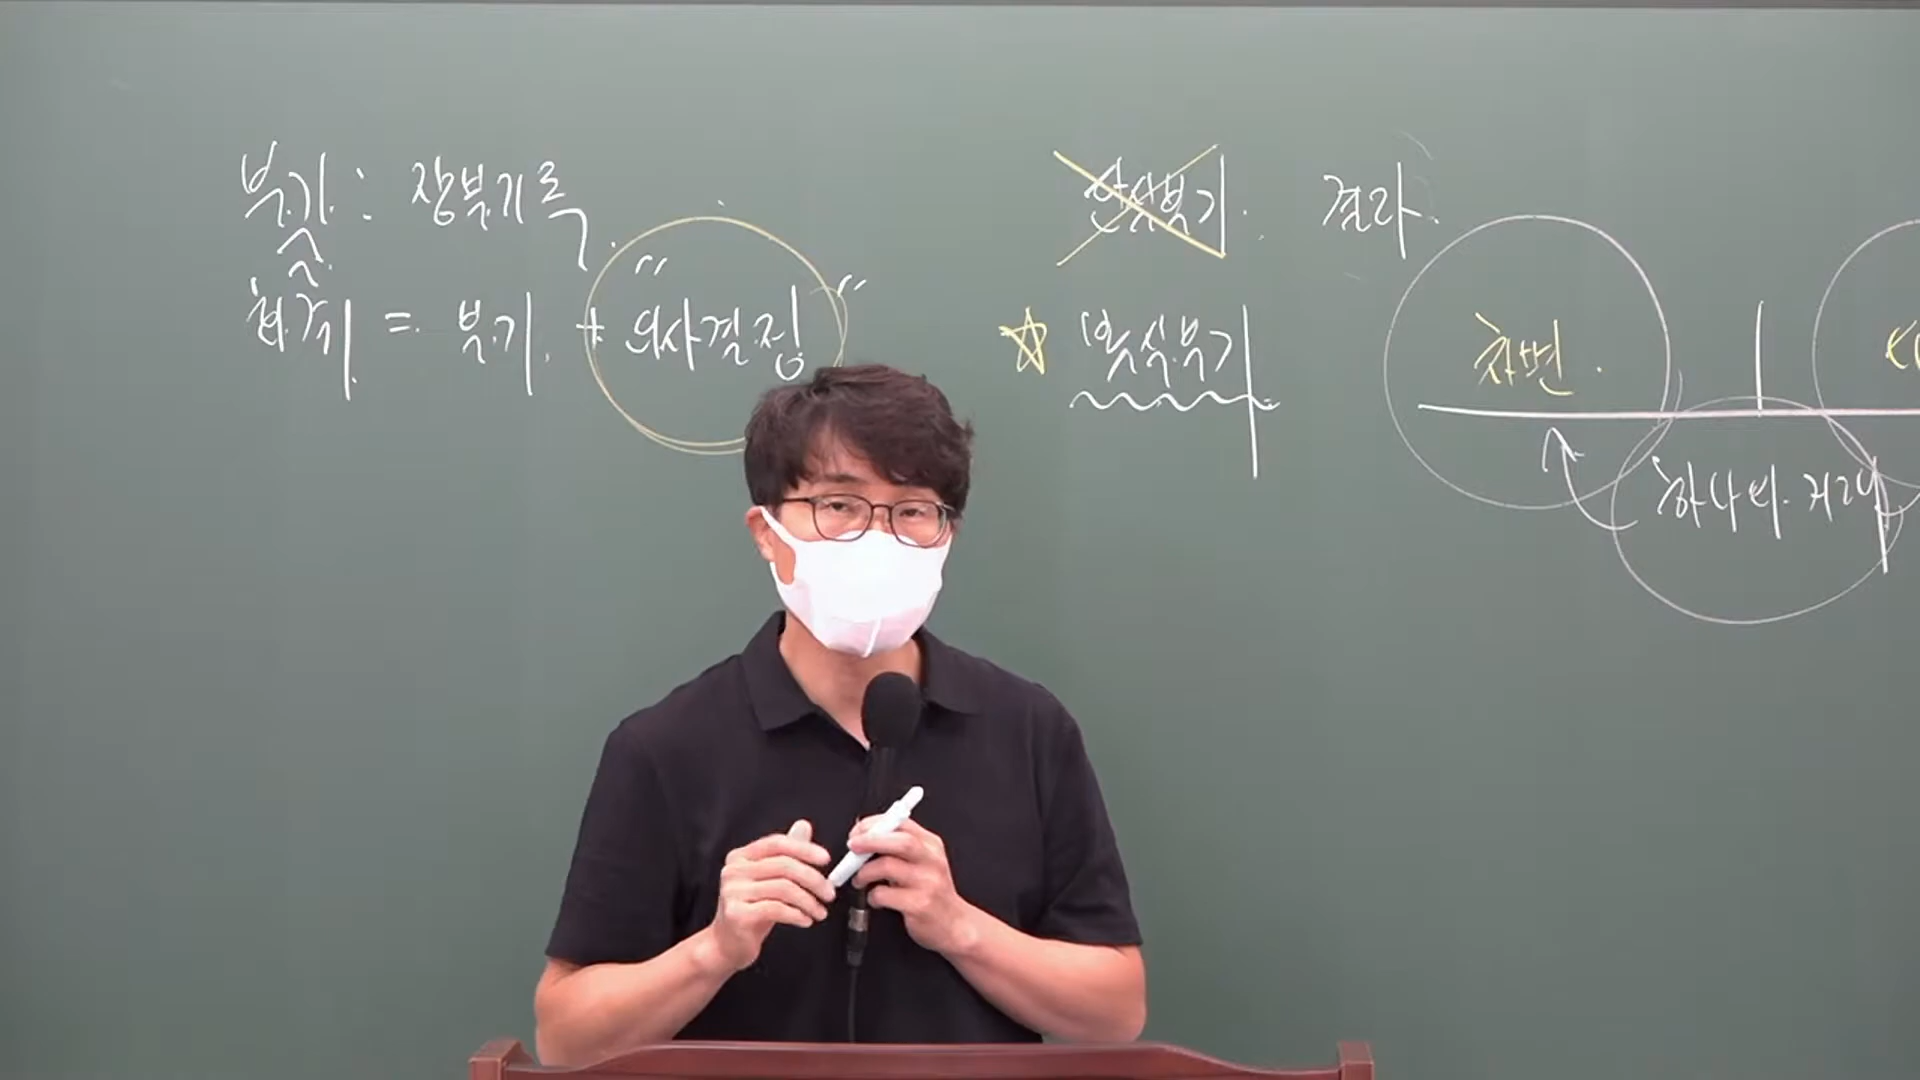 부기: 장부기록.
회계 = 부기 + "의사결정"
단식부기. 결과.
복식부기
차변.
하나의 거래